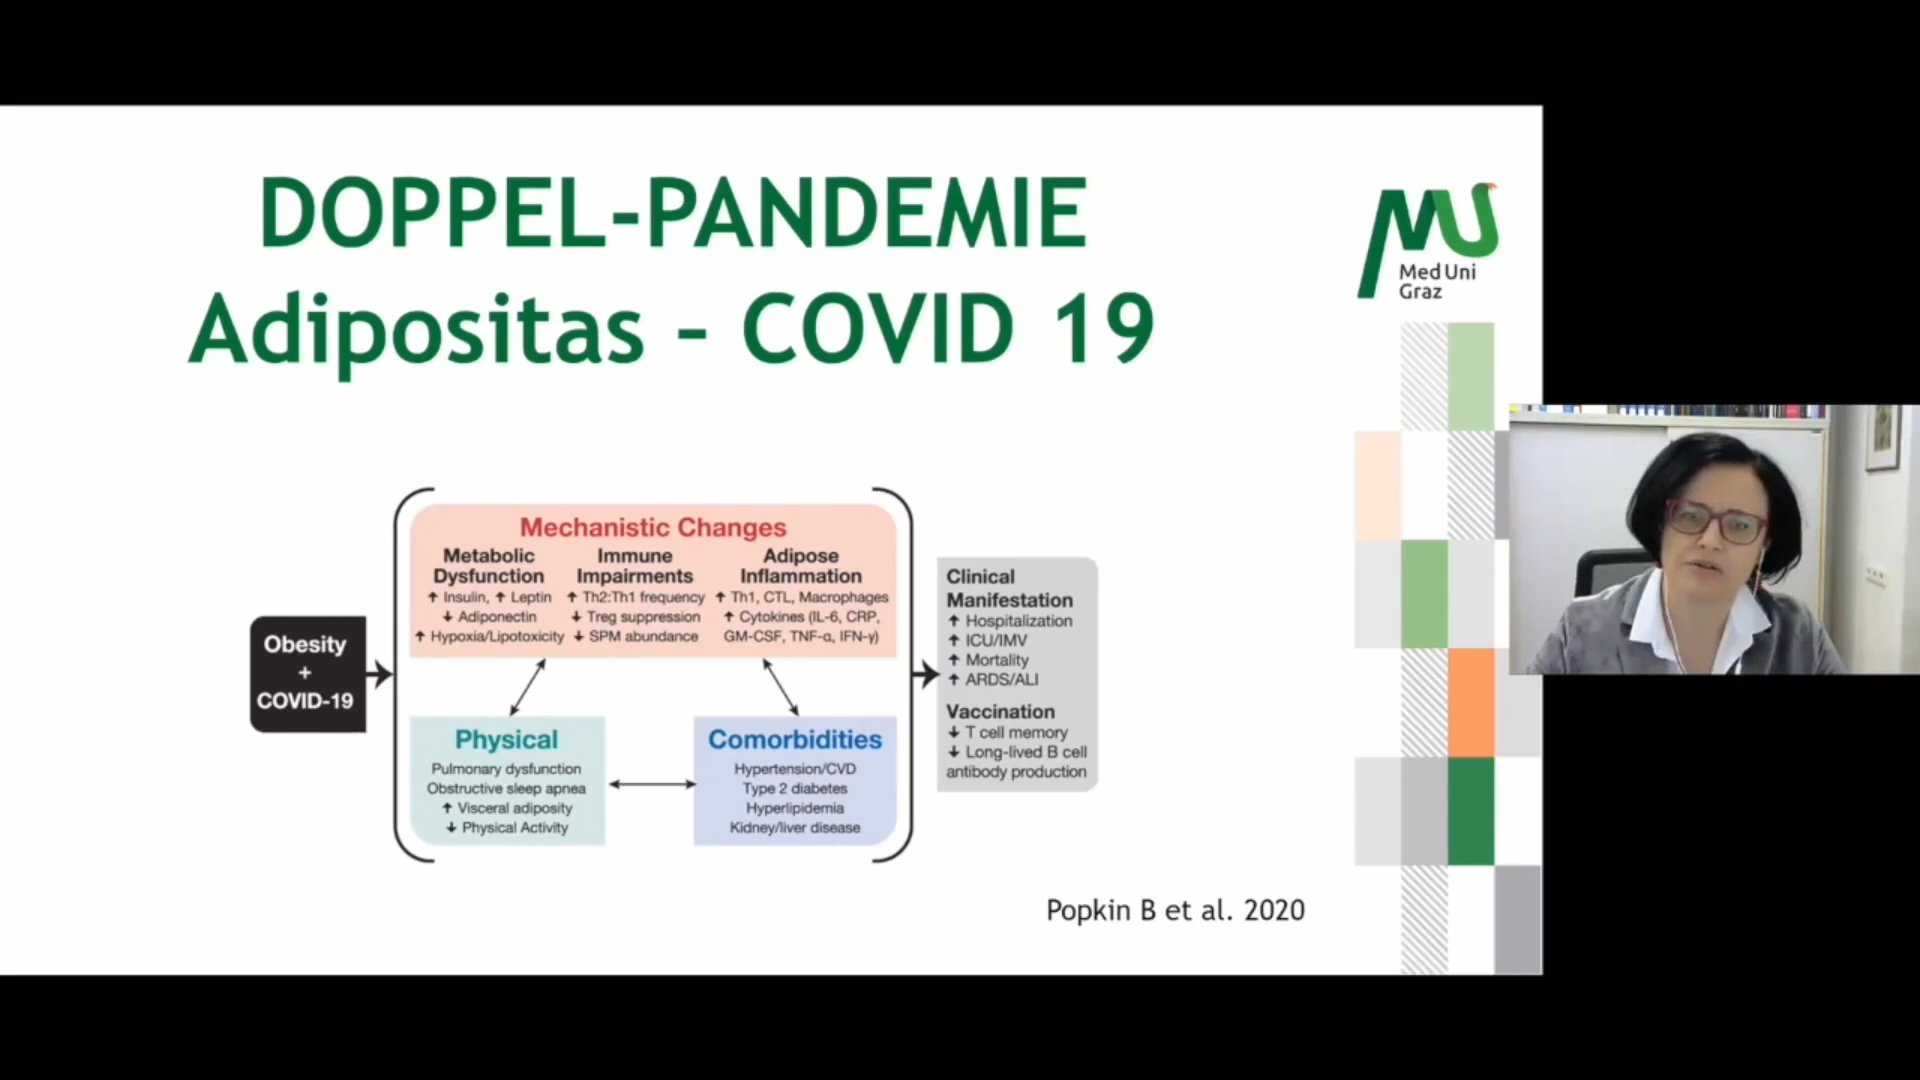 DOPPEL-PANDEMIE
Adipositas – COVID 19
Med Uni
Graz
Obesity
+
COVID-19
Mechanistic Changes
Metabolic
Dysfunction
↑ Insulin, ↑ Leptin
↓ Adiponectin
↑ Hypoxia/Lipotoxicity
Immune
Impairments
↑ Th2:Th1 frequency
↓ Treg suppression
↓ SPM abundance
Adipose
Inflammation
↑ Th1, CTL, Macrophages
↑ Cytokines (IL-6, CRP,
GM-CSF, TNF-α, IFN-γ)
Physical
Pulmonary dysfunction
Obstructive sleep apnea
↑ Visceral adiposity
↓ Physical Activity
Comorbidities
Hypertension/CVD
Type 2 diabetes
Hyperlipidemia
Kidney/liver disease
Clinical
Manifestation
↑ Hospitalization
↑ ICU/IMV
↑ Mortality
↑ ARDS/ALI
Vaccination
↓ T cell memory
↓ Long-lived B cell
antibody production
Popkin B et al. 2020